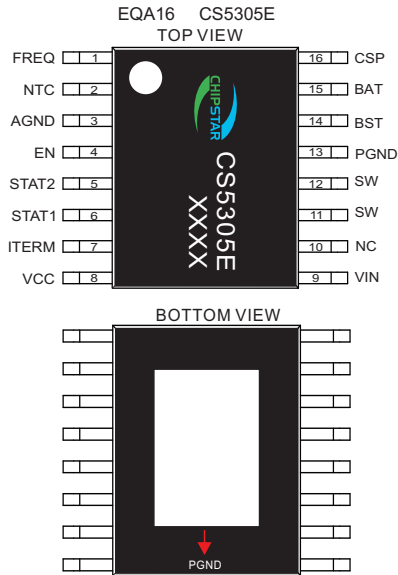 EQA16 CS5305E
TOP VIEW
FREQ 1 16 CSP
NTC 2 15 BAT
AGND 3 14 BST
EN 4 13 PGND
STAT2 5 12 SW
STAT1 6 11 SW
ITERM 7 10 NC
VCC 8 9 VIN
CHIPSTAR
CS5305E
XXXX
BOTTOM VIEW
PGND